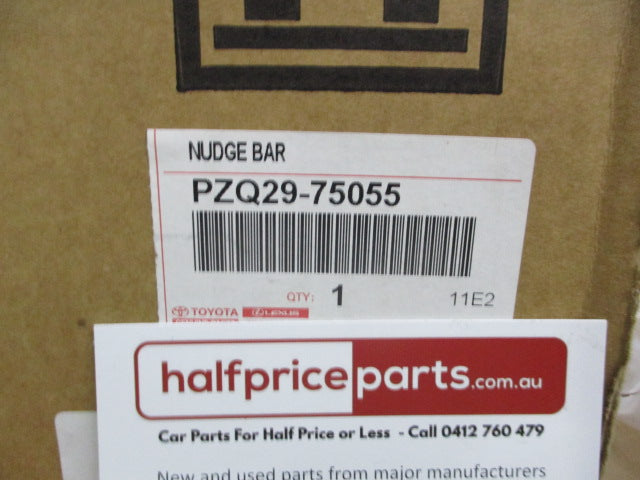 NUDGE BAR
PZQ29-75055
QTY: 1 11E2
TOYOTA LEXUS
halfpriceparts.com.au
Car Parts For Half Price or Less - Call 0412 760 479
New and used parts from major manufacturers